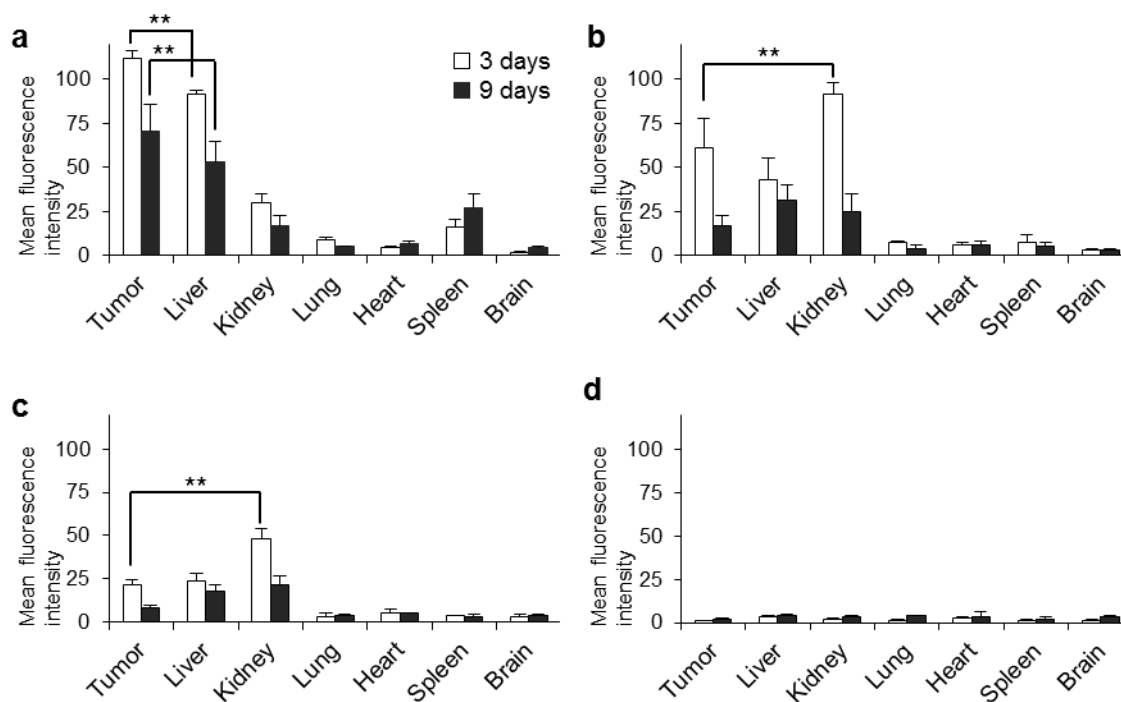 a
**
**
3 days
9 days
Mean fluorescence
intensity
100
75
50
25
0
Tumor
Liver
Kidney
Lung
Heart
Spleen
Brain
b
**
Mean fluorescence
intensity
100
75
50
25
0
Tumor
Liver
Kidney
Lung
Heart
Spleen
Brain
c
**
Mean fluorescence
intensity
100
75
50
25
0
Tumor
Liver
Kidney
Lung
Heart
Spleen
Brain
d
Mean fluorescence
intensity
100
75
50
25
0
Tumor
Liver
Kidney
Lung
Heart
Spleen
Brain